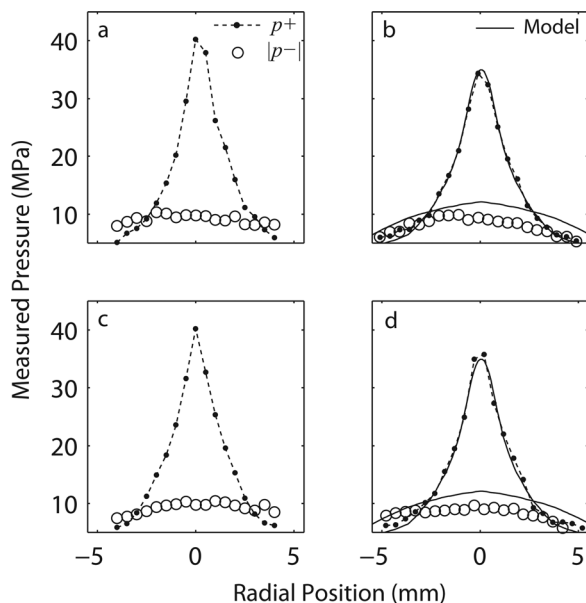 a
p+
|p−|
40
30
20
10
b
Model
Measured Pressure (MPa)
c
40
30
20
10
−5
0
5
d
−5
0
5
Radial Position (mm)